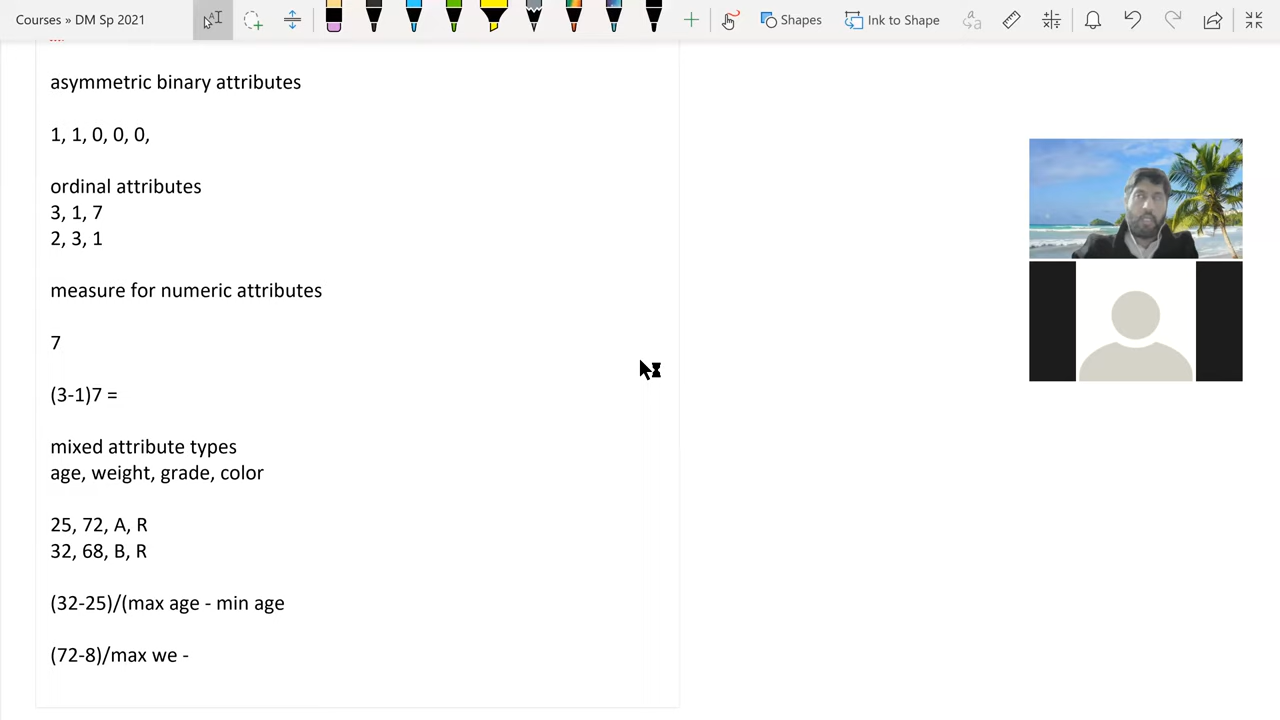 Courses » DM Sp 2021
Shapes
Ink to Shape
asymmetric binary attributes
1, 1, 0, 0, 0,
ordinal attributes
3, 1, 7
2, 3, 1
measure for numeric attributes
7
(3-1)7 =
mixed attribute types
age, weight, grade, color
25, 72, A, R
32, 68, B, R
(32-25)/(max age - min age
(72-8)/max we -